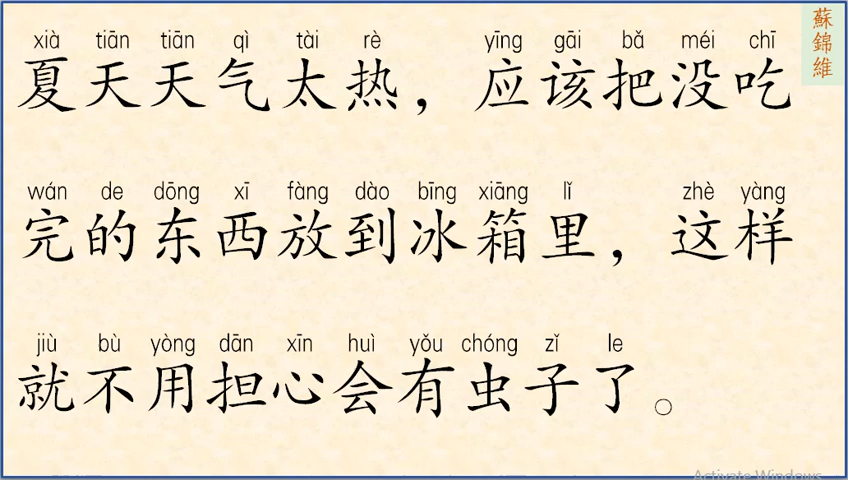 xià tiān tiān qì tài rè yīng gāi bǎ méi chī
夏天天气太热，应该把没吃
wán de dōng xī fàng dào bīng xiāng lǐ zhè yàng
完的东西放到冰箱里，这样
jiù bù yòng dān xīn huì yǒu chóng zǐ le
就不用担心会有虫子了。
蘇錦維
Activate Windows